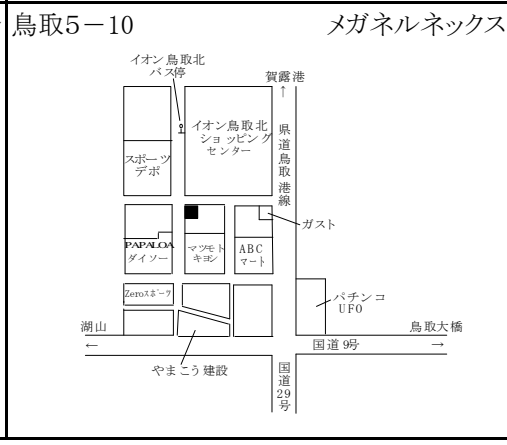 鳥取5－10
メガネルネックス
イオン鳥取北
バス停
賀露港
↑
イオン鳥取北
ショッピング
センター
県道鳥取港線
スポーツ
デポ
ガスト
PAPALOA
ダイソー
マツモト
キヨシ
ABC
マート
Zeroスポーツ
パチンコ
UFO
湖山
←
鳥取大橋
→
国道9号
やまこう建設
国道29号